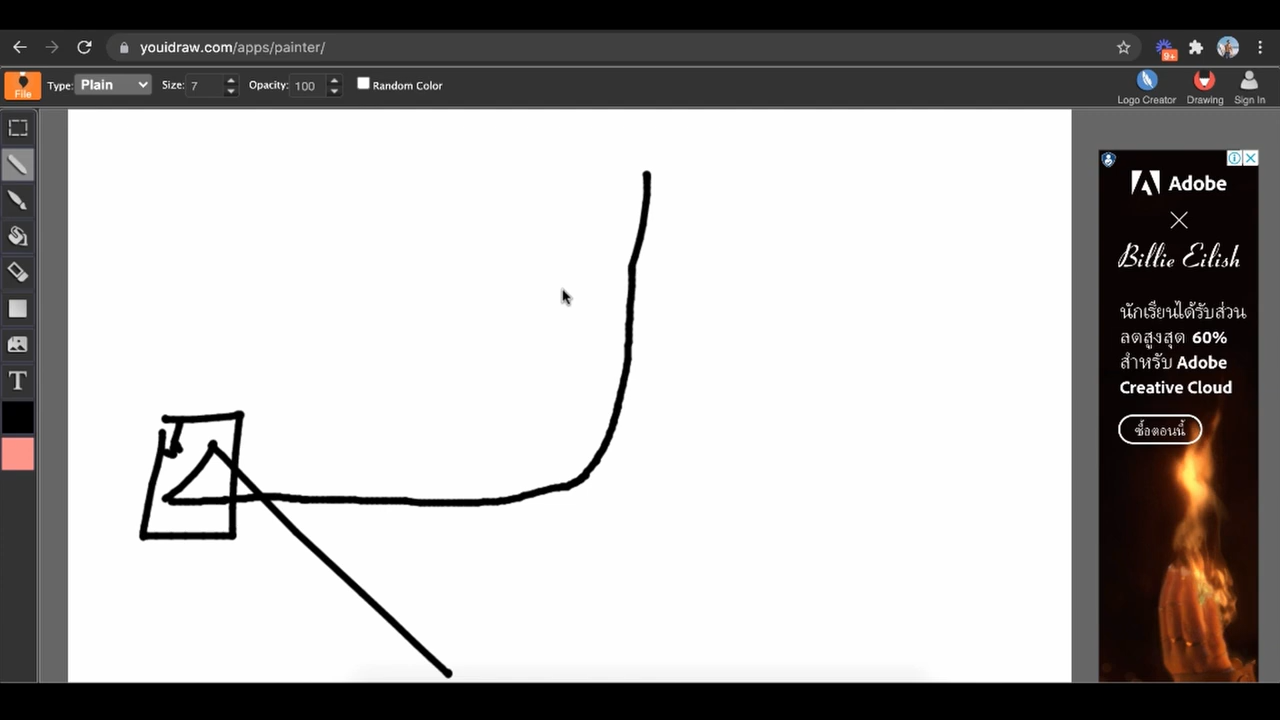 youidraw.com/apps/painter/
9+
File
Type: Plain Size: 7 Opacity: 100 Random Color
Logo Creator Drawing Sign In
T
Adobe
Billie Eilish
นักเรียนได้รับส่วน
ลดสูงสุด 60%
สำหรับ Adobe
Creative Cloud
ซื้อตอนนี้